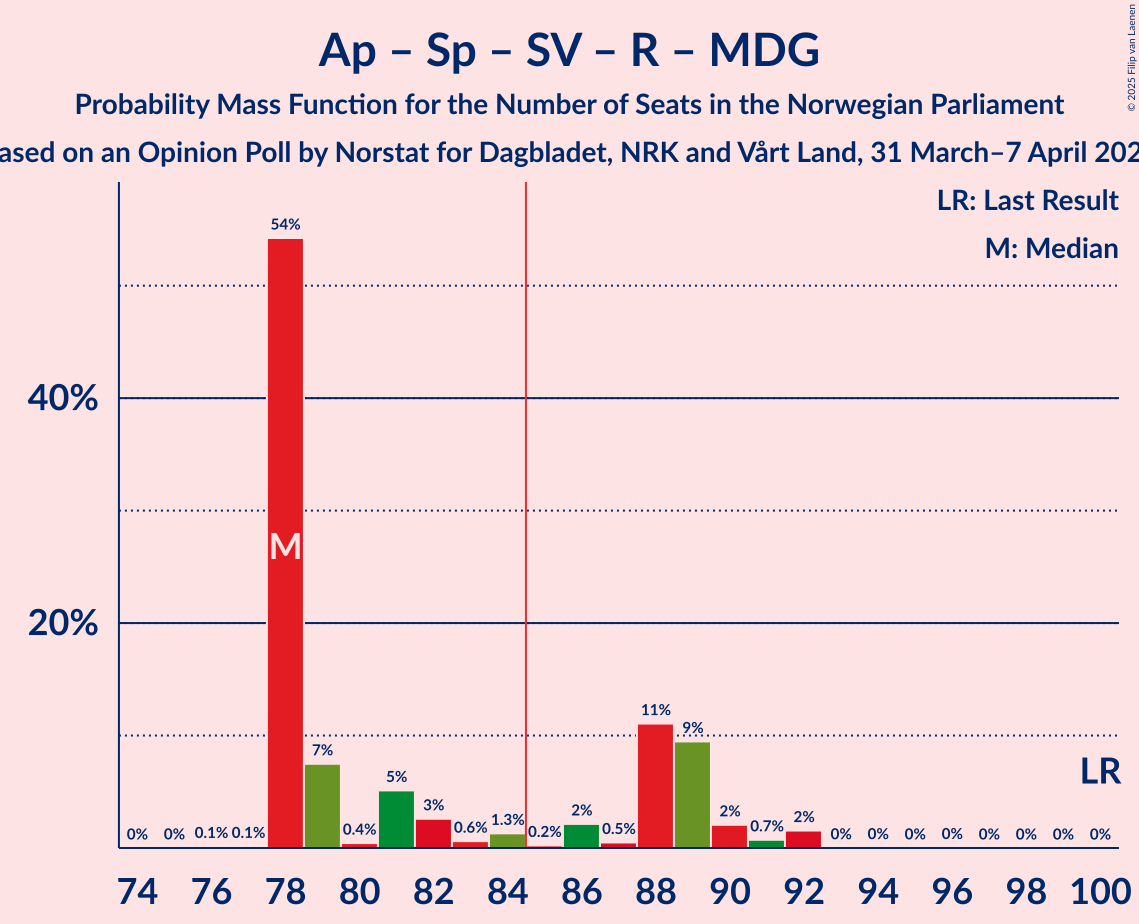 Ap – Sp – SV – R – MDG
Probability Mass Function for the Number of Seats in the Norwegian Parliament
ased on an Opinion Poll by Norstat for Dagbladet, NRK and Vårt Land, 31 March–7 April 202
© 2025 Filip van Laenen
LR: Last Result
M: Median
40%
20%
0% 0% 0.1% 0.1% 54% 7% 0.4% 5% 3% 0.6% 1.3% 0.2% 2% 0.5% 11% 9% 2% 0.7% 2% 0% 0% 0% 0% 0% 0% 0% 0%
M
LR
74 76 78 80 82 84 86 88 90 92 94 96 98 100